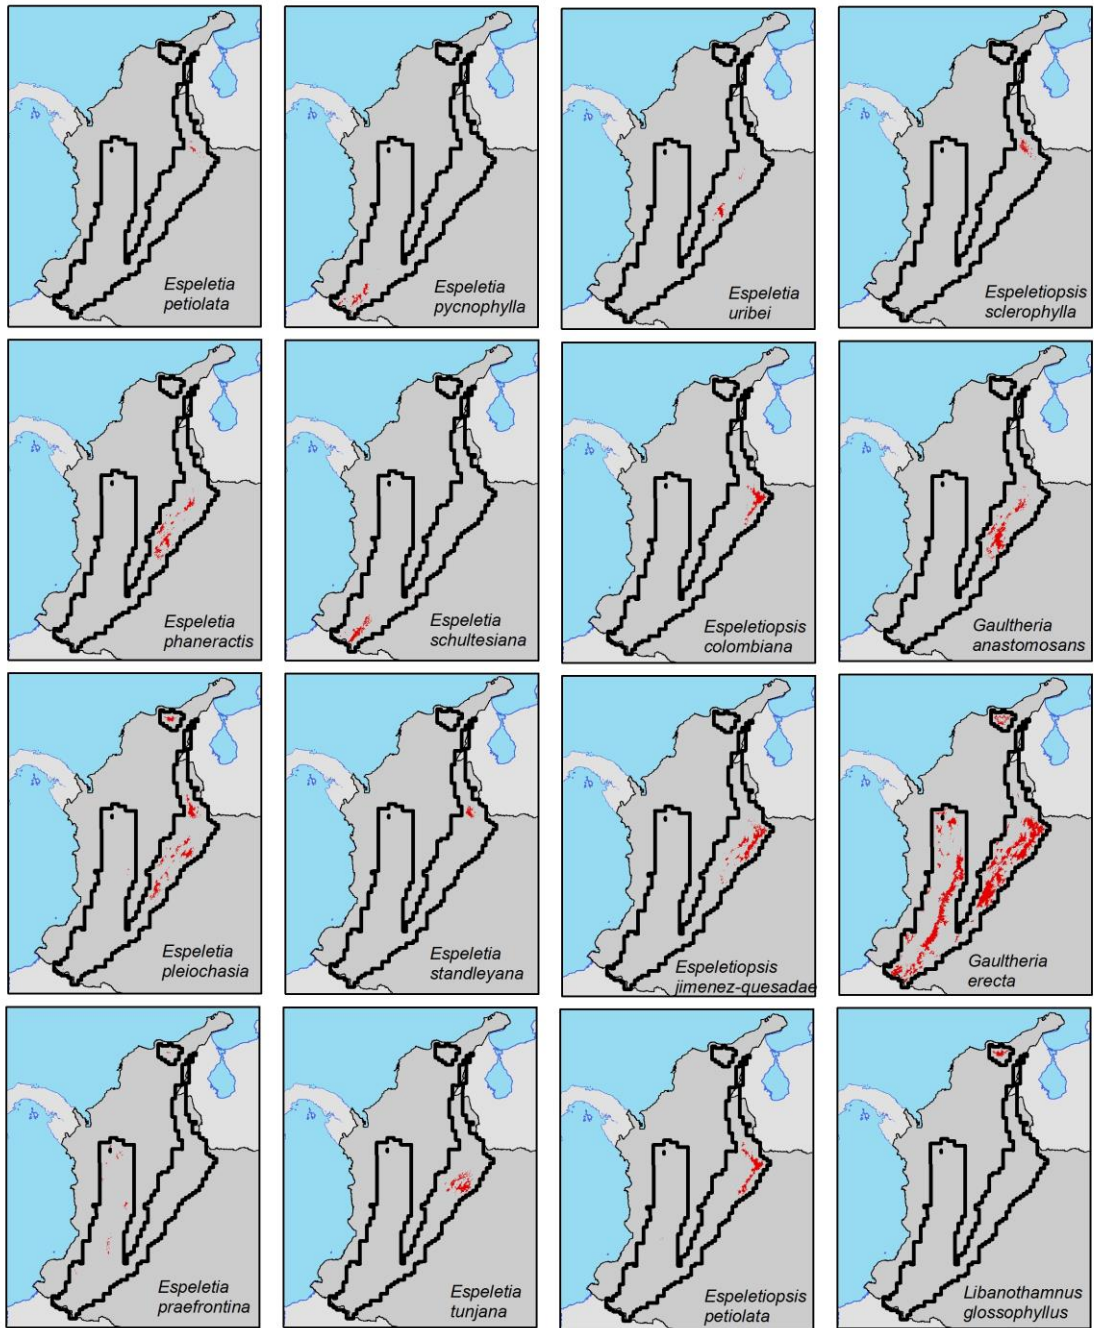 Espeletia
petiolata
Espeletia
pycnophylla
Espeletia
uribei
Espeletiopsis
sclerophylla
Espeletia
phaneractis
Espeletia
schultesiana
Espeletiopsis
colombiana
Gaultheria
anastomosans
Espeletia
pleiochasia
Espeletia
standleyana
Espeletiopsis
jimenez-quesadae
Gaultheria
erecta
Espeletia
praefrontina
Espeletia
tunjana
Espeletiopsis
petiolata
Libanothamnus
glossophyllus